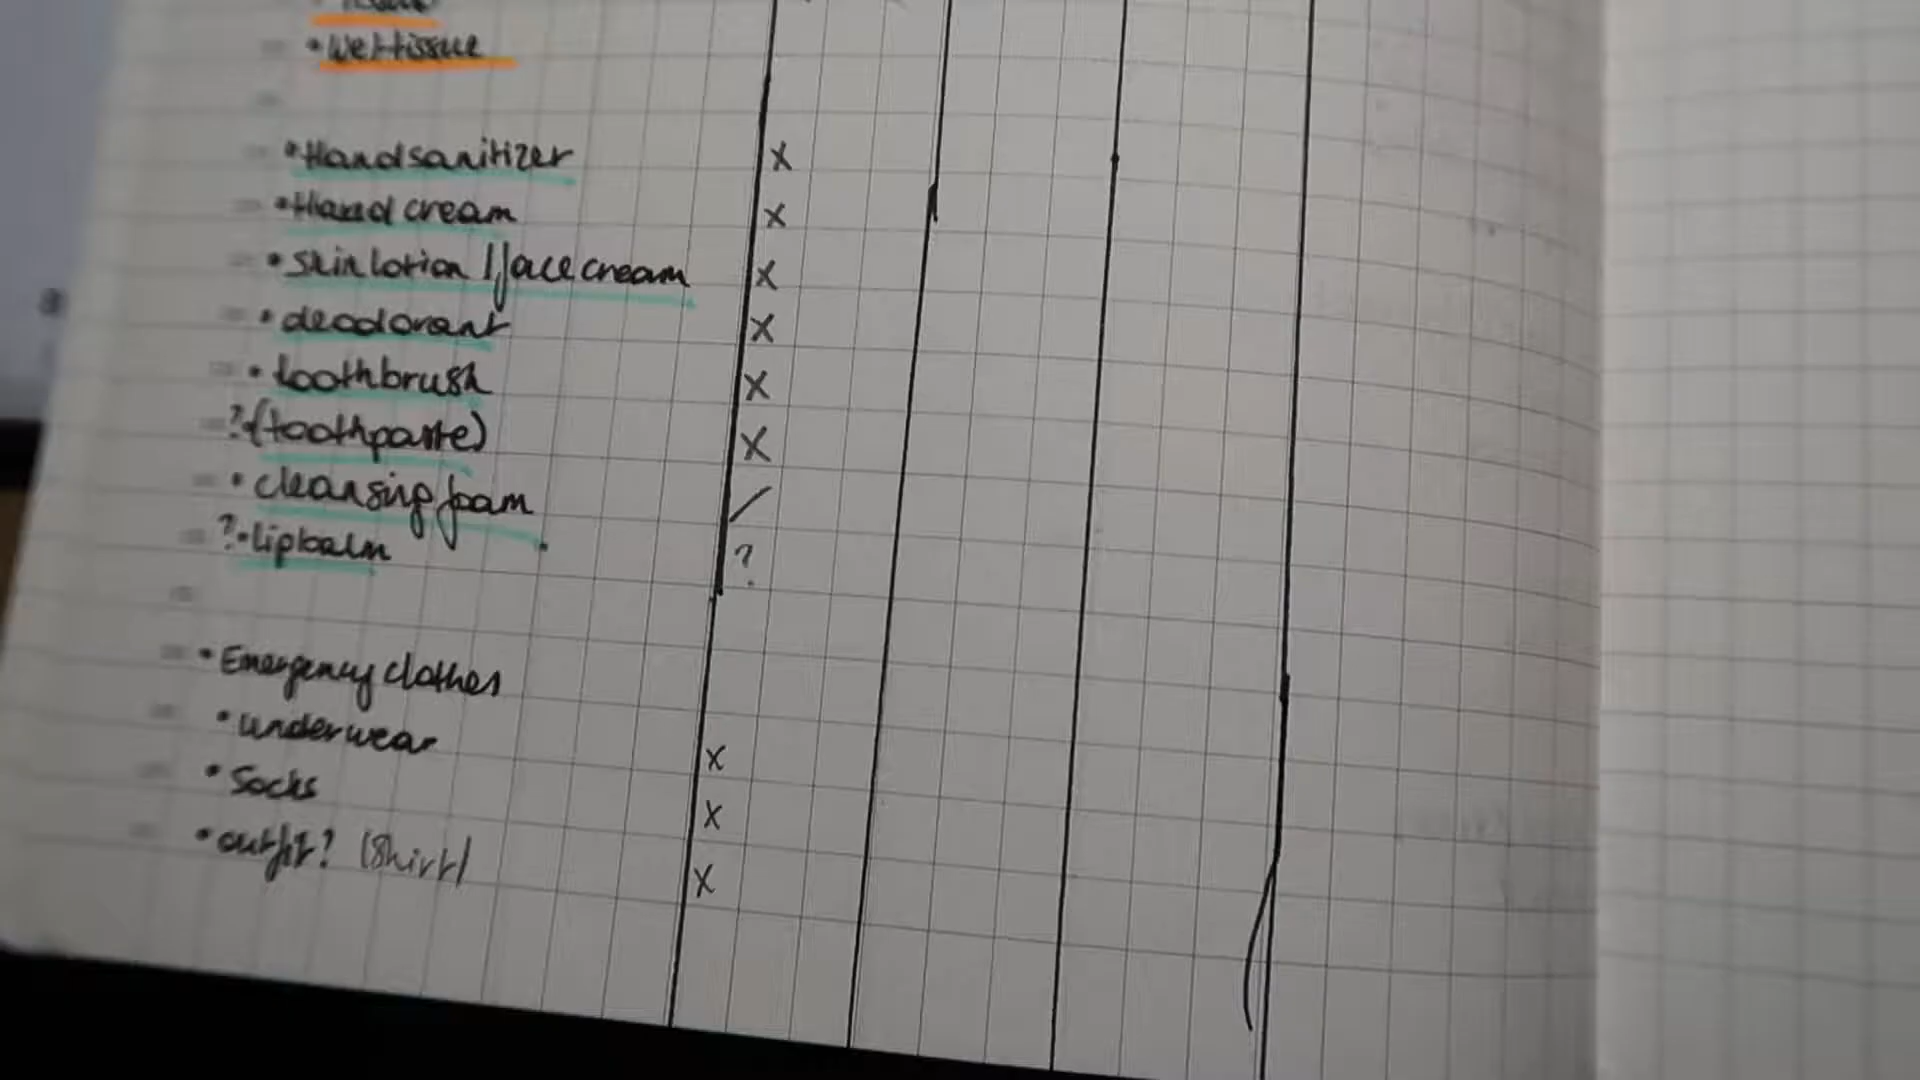 • Wet tissue
• Handsanitizer X
• Hand cream X
• skin lotion / face cream X
• deodorant X
• toothbrush X
?•(toothpaste) X
• cleansing foam /
?•lipbalm ?
• Emergency clothes
• underwear X
• Socks X
• outfit? (Shirt) X